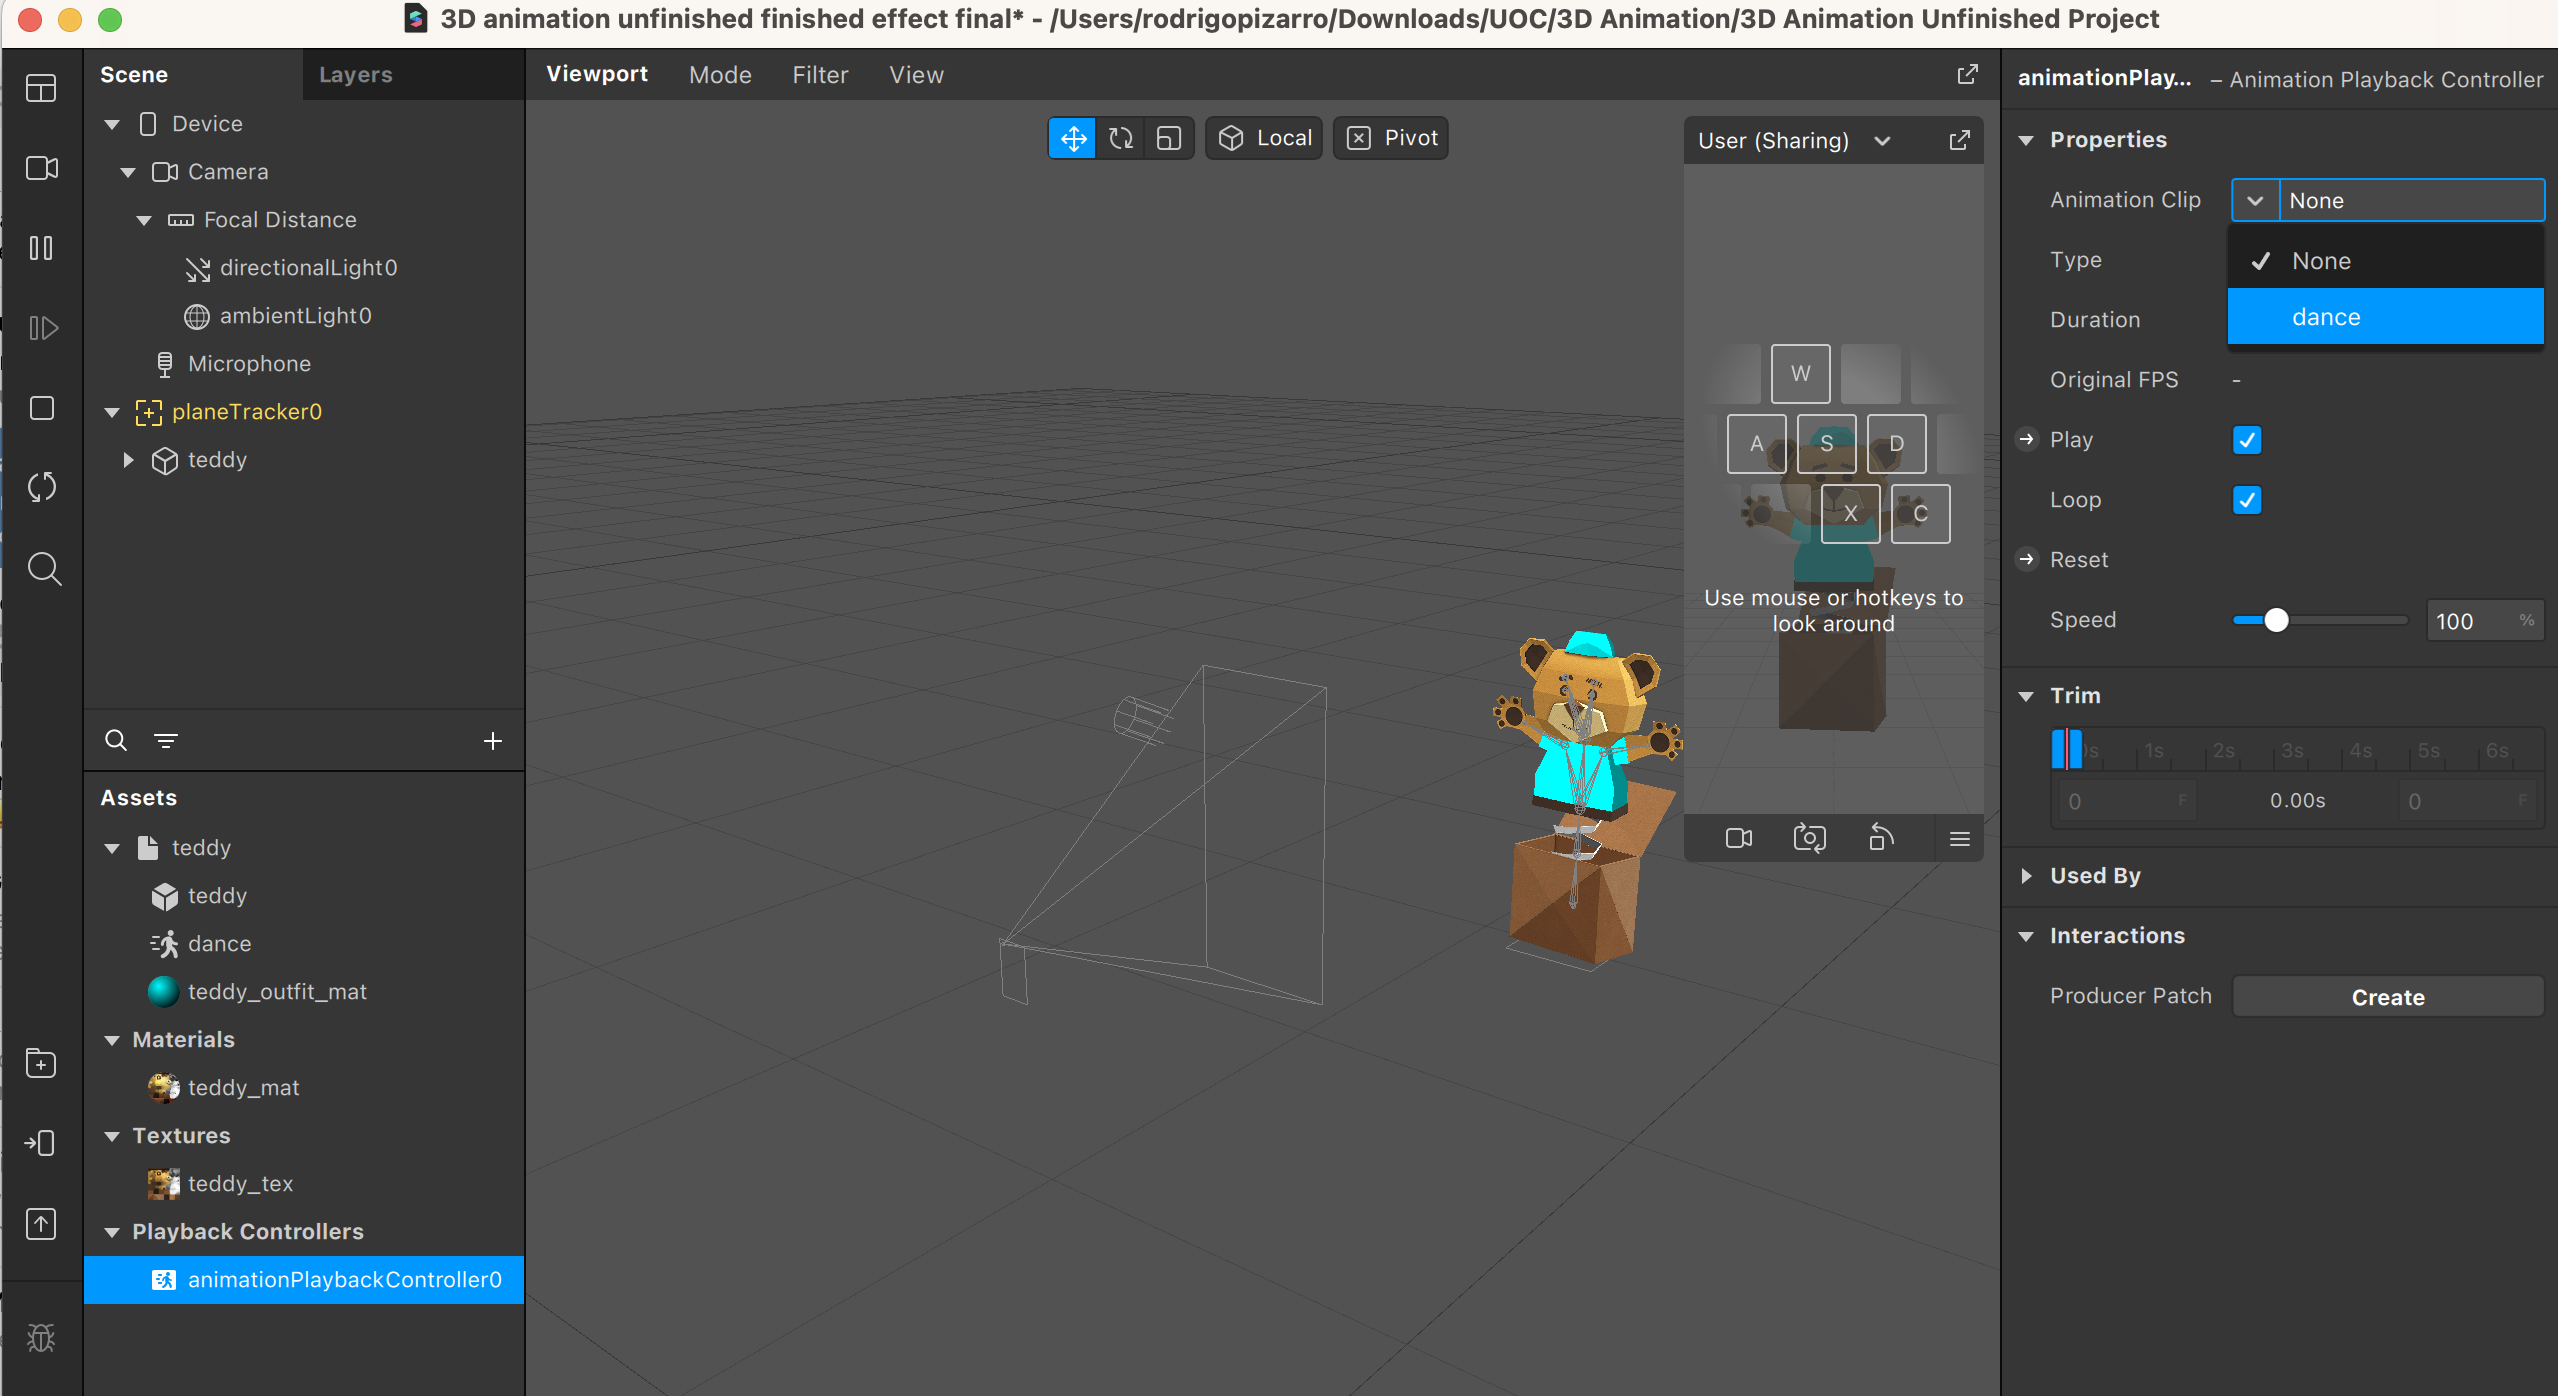 3D animation unfinished finished effect final* - /Users/rodrigopizarro/Downloads/UOC/3D Animation/3D Animation Unfinished Project
Scene
Layers
Device
Camera
Focal Distance
directionalLight0
ambientLight0
Microphone
planeTracker0
teddy
Assets
teddy
teddy
dance
teddy_outfit_mat
Materials
teddy_mat
Textures
teddy_tex
Playback Controllers
animationPlaybackController0
Viewport Mode Filter View
Local
Pivot
User (Sharing)
W
A S D
X C
Use mouse or hotkeys to
look around
animationPlay... – Animation Playback Controller
Properties
Animation Clip None
None
Type
dance
Duration
Original FPS -
Play
Loop
Reset
Speed 100 %
Trim
1s 2s 3s 4s 5s 6s
0 F 0.00s 0 F
Used By
Interactions
Producer Patch Create